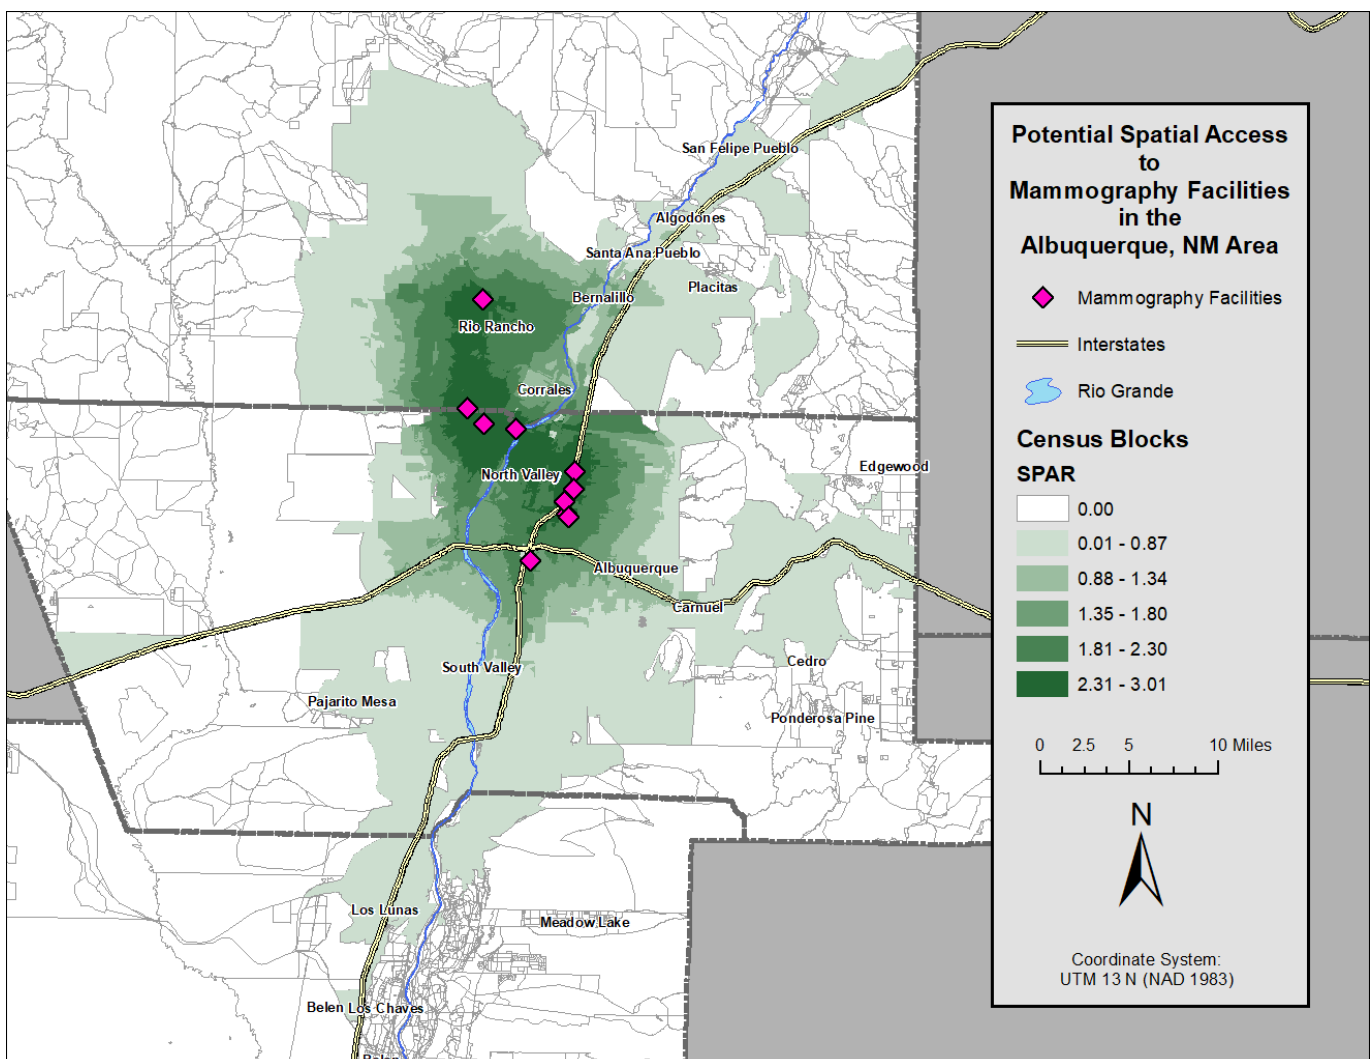 San Felipe Pueblo
Algodones
Santa Ana Pueblo
Placitas
Bernalillo
Rio Rancho
Corrales
North Valley
Edgewood
Albuquerque
Carnuel
South Valley
Cedro
Pajarito Mesa
Ponderosa Pine
Los Lunas
Meadow Lake
Belen Los Chaves
Belen
Potential Spatial Access
to
Mammography Facilities
in the
Albuquerque, NM Area
Mammography Facilities
Interstates
Rio Grande
Census Blocks
SPAR
0.00
0.01 - 0.87
0.88 - 1.34
1.35 - 1.80
1.81 - 2.30
2.31 - 3.01
0 2.5 5 10 Miles
N
Coordinate System:
UTM 13 N (NAD 1983)